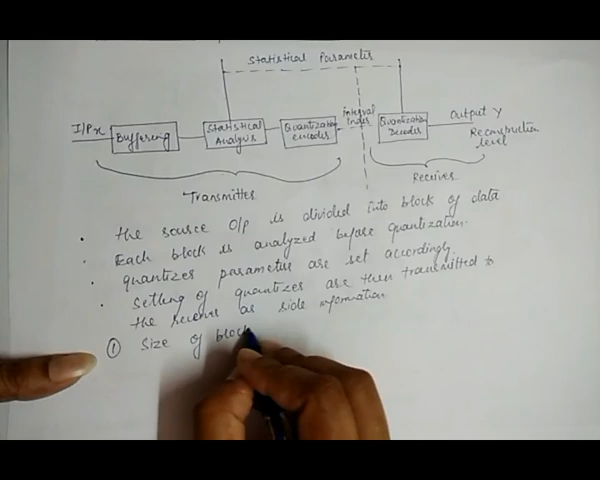 Statistical Parameter
I/P x
Buffering
Statistical
Analysis
Quantization
encoder
interval
Index
Quantization
Decoder
Output Y
Reconstruction
level
Transmitter
Receiver
. the source O/P is divided into block of data
. Each block is analyzed before quantization.
. quantizer parameter are set accordingly.
. Setting of quantizer are then transmitted to
the receiver as side information
① Size of block